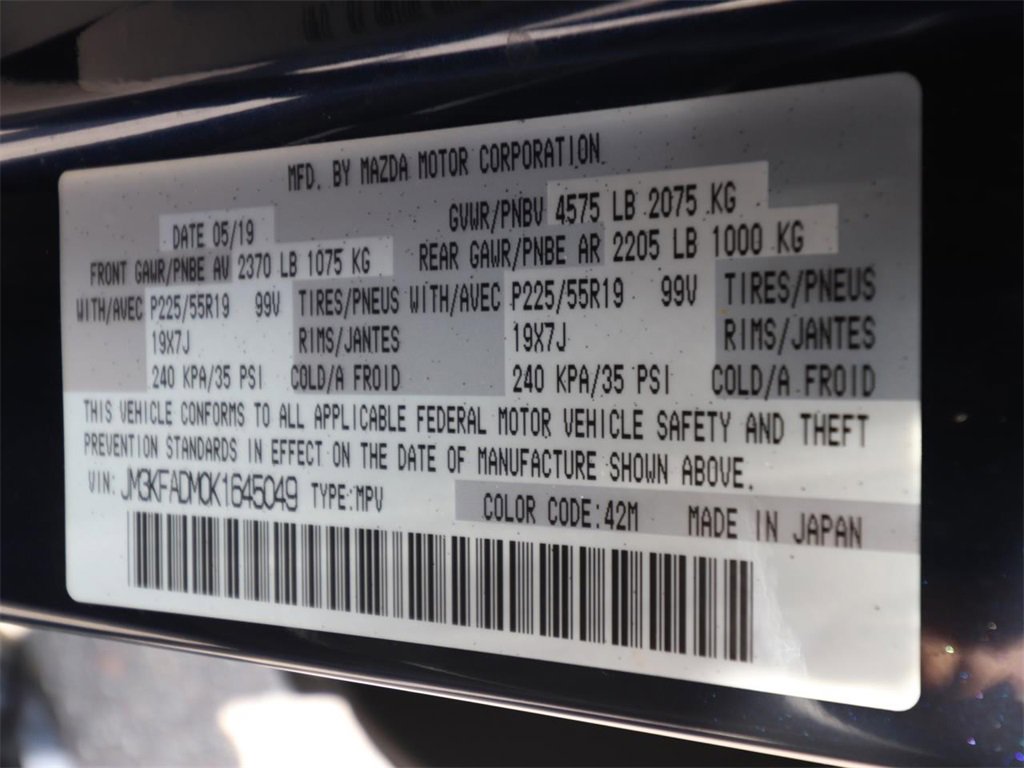 MFD. BY MAZDA MOTOR CORPORATION
DATE 05/19 GVWR/PNBV 4575 LB 2075 KG
FRONT GAWR/PNBE AV 2370 LB 1075 KG REAR GAWR/PNBE AR 2205 LB 1000 KG
WITH/AVEC P225/55R19 99V TIRES/PNEUS WITH/AVEC P225/55R19 99V TIRES/PNEUS
19X7J RIMS/JANTES 19X7J RIMS/JANTES
240 KPA/35 PSI COLD/A FROID 240 KPA/35 PSI COLD/A FROID
THIS VEHICLE CONFORMS TO ALL APPLICABLE FEDERAL MOTOR VEHICLE SAFETY AND THEFT
PREVENTION STANDARDS IN EFFECT ON THE DATE OF MANUFACTURE SHOWN ABOVE.
VIN: JM3KFADM0K1645049 TYPE:MPV COLOR CODE:42M MADE IN JAPAN